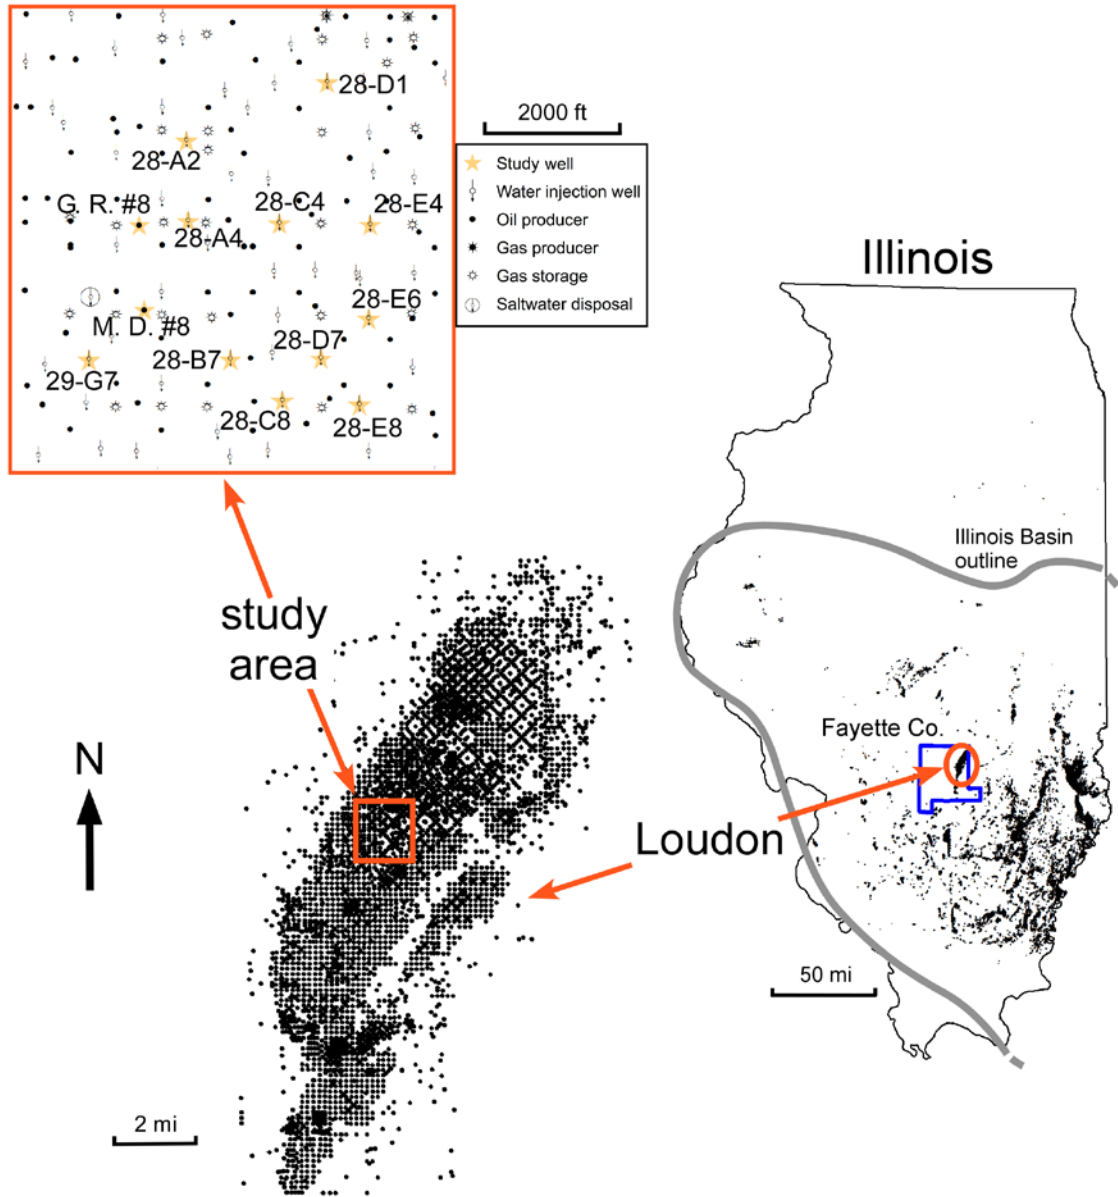 28-D1
28-A2
G. R. #8
28-A4
28-C4
28-E4
28-E6
M. D. #8
28-D7
28-B7
29-G7
28-C8
28-E8
2000 ft
Study well
Water injection well
Oil producer
Gas producer
Gas storage
Saltwater disposal
Illinois
Illinois Basin
outline
study
area
Fayette Co.
N
Loudon
50 mi
2 mi